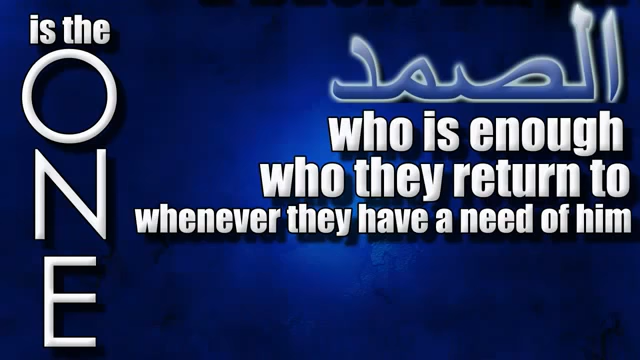 is the
ONE
الصمد
who is enough
who they return to
whenever they have a need of him